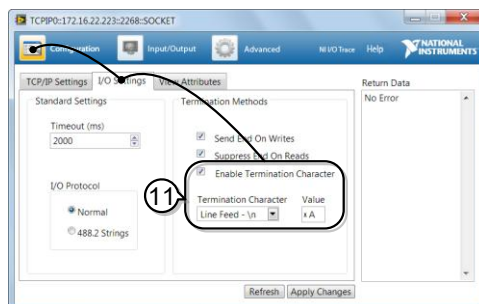 TCPIP0::172.16.22.223::2268::SOCKET
Configuration Input/Output Advanced NI I/O Trace Help NATIONAL INSTRUMENTS
TCP/IP Settings I/O Settings View Attributes
Return Data
No Error
Standard Settings
Timeout (ms)
2000
I/O Protocol
Normal
488.2 Strings
Termination Methods
Send End On Writes
Suppress End On Reads
Enable Termination Character
11
Termination Character Value
Line Feed - \n x A
Refresh Apply Changes